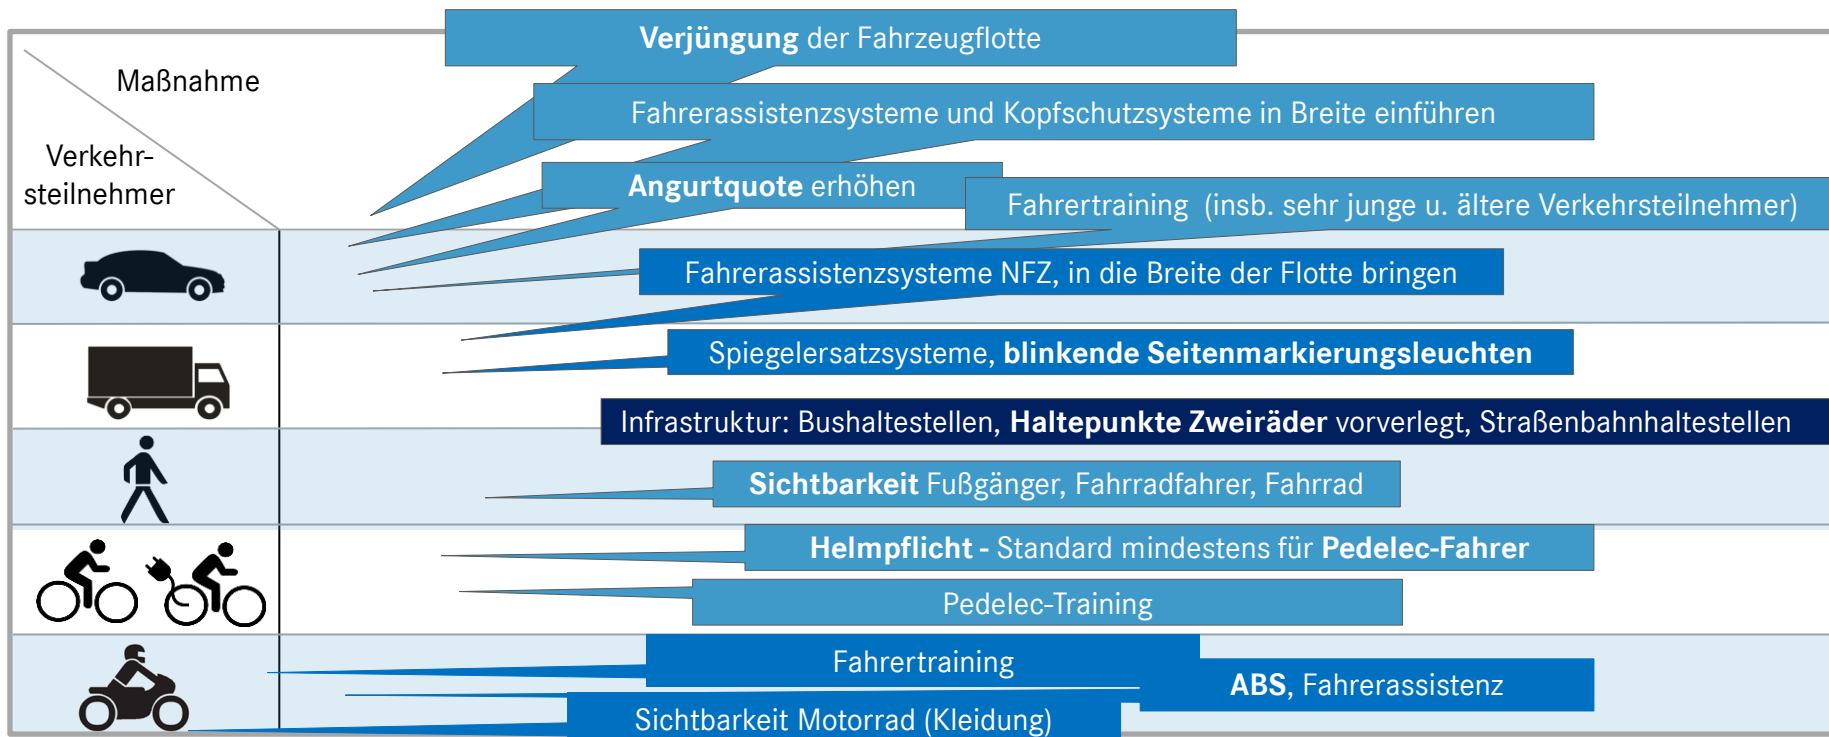 Verjüngung der Fahrzeugflotte
Maßnahme
Fahrerassistenzsysteme und Kopfschutzsysteme in Breite einführen
Verkehr-
steilnehmer
Angurtquote erhöhen
Fahrertraining (insb. sehr junge u. ältere Verkehrsteilnehmer)
Fahrerassistenzsysteme NFZ, in die Breite der Flotte bringen
Spiegelersatzsysteme, blinkende Seitenmarkierungsleuchten
Infrastruktur: Bushaltestellen, Haltepunkte Zweiräder vorverlegt, Straßenbahnhaltestellen
Sichtbarkeit Fußgänger, Fahrradfahrer, Fahrrad
Helmpflicht - Standard mindestens für Pedelec-Fahrer
Pedelec-Training
Fahrertraining
ABS, Fahrerassistenz
Sichtbarkeit Motorrad (Kleidung)